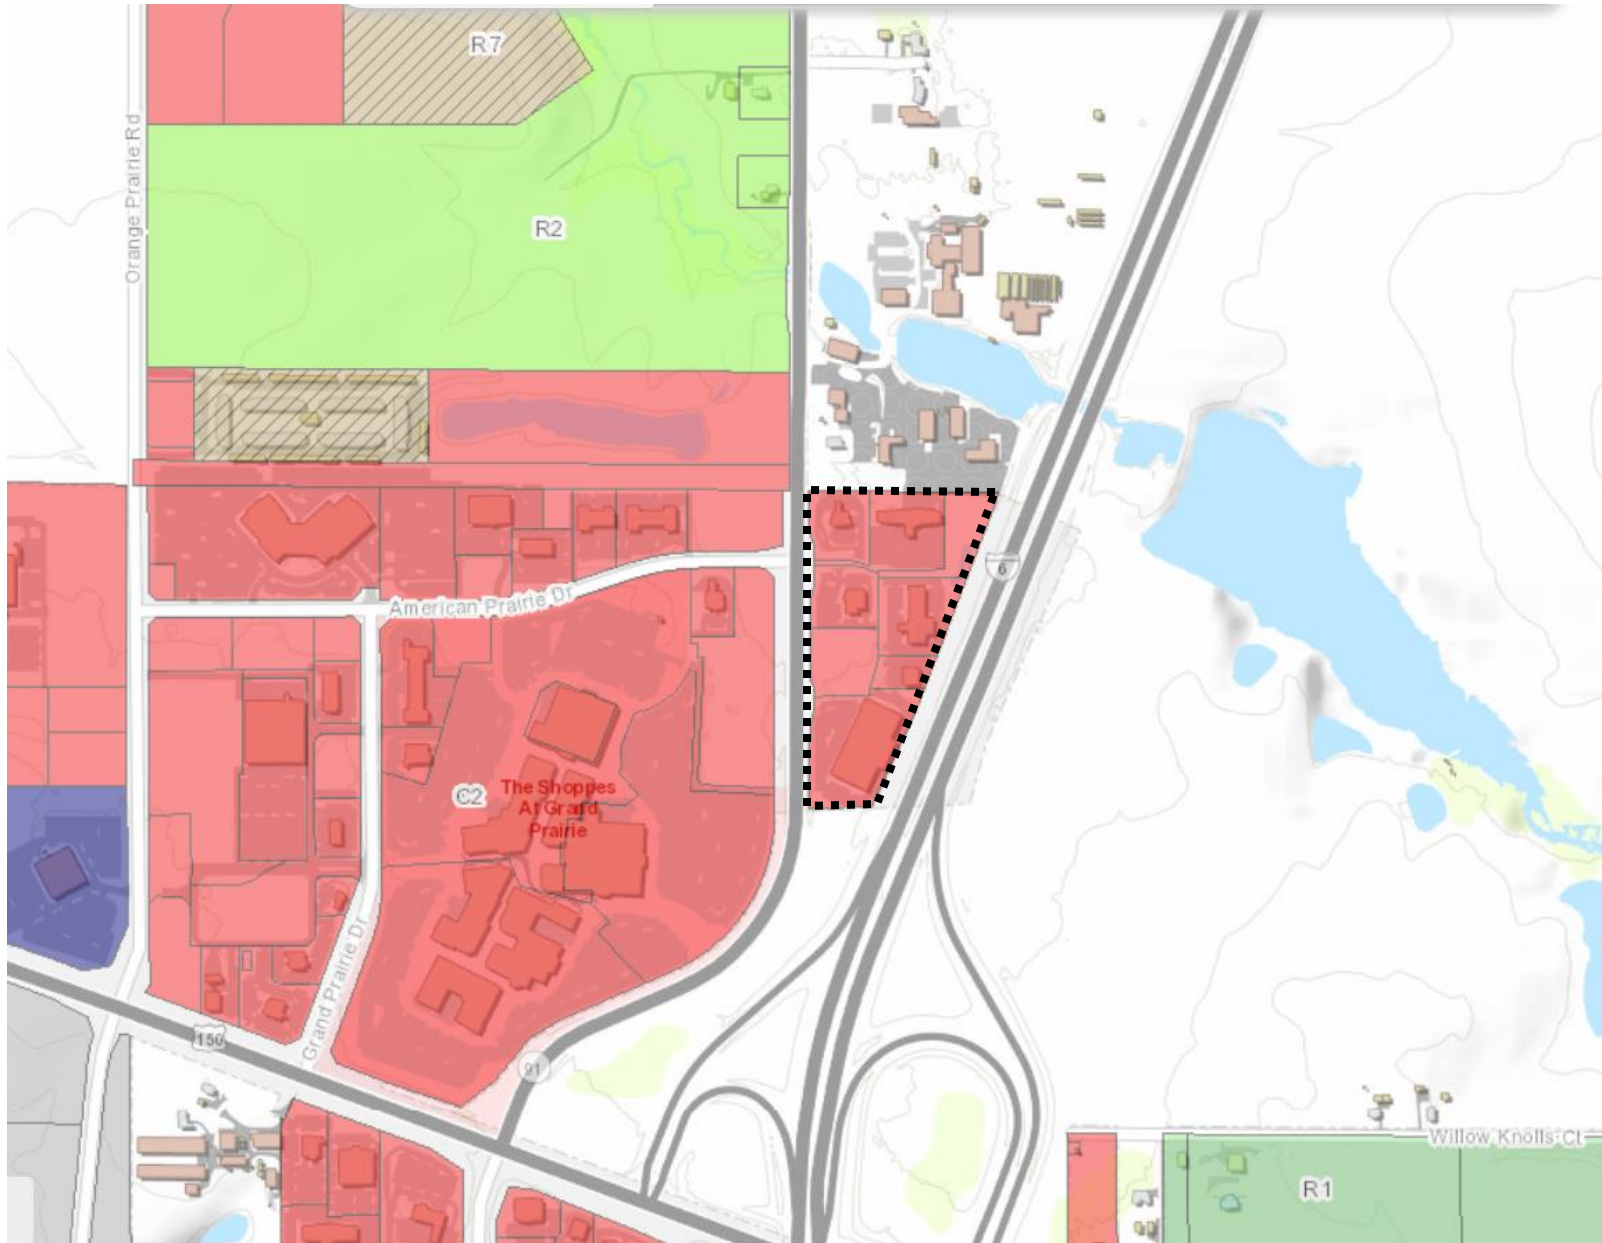 R7
Orange Prairie Rd
R2
6
American Prairie Dr
C2
The Shoppes
At Grand
Prairie
Grand Prairie Dr
150
91
Willow Knolls Ct
R1